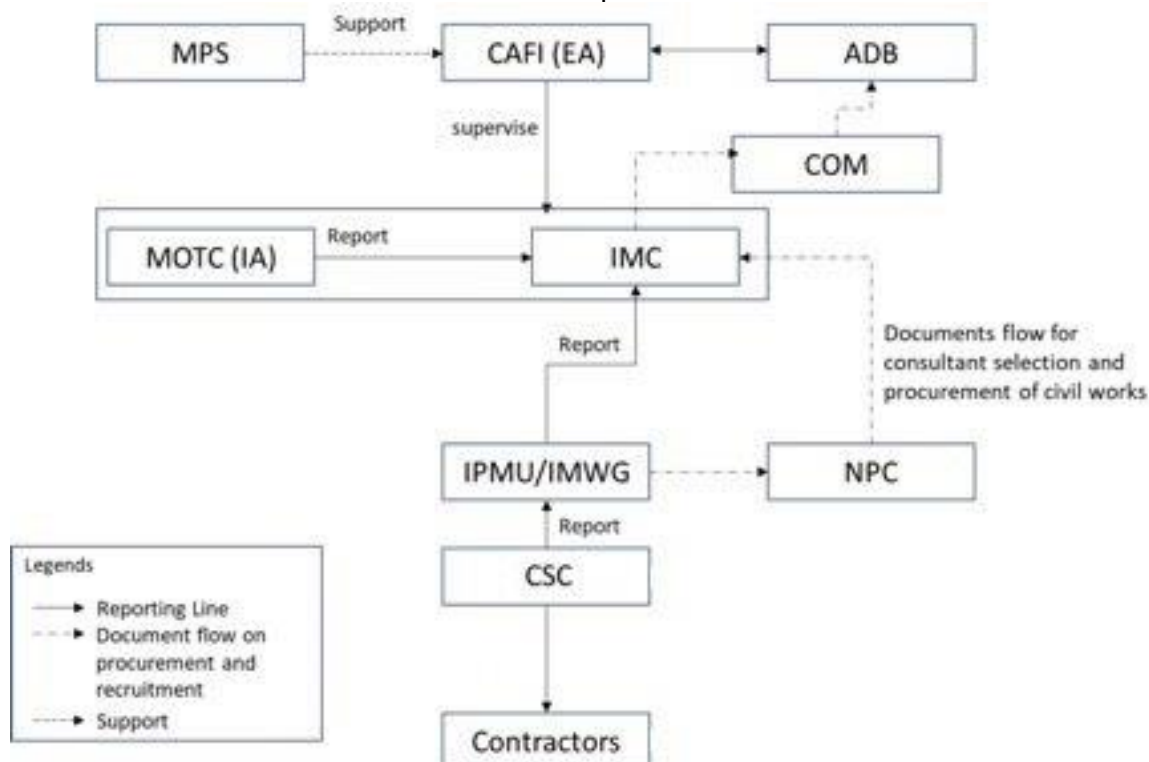 Support
MPS
CAFI (EA)
ADB
supervise
COM
MOTC (IA)
Report
IMC
Report
Documents flow for
consultant selection and
procurement of civil works
IPMU/IMWG
NPC
Report
CSC
Legends
Reporting Line
Document flow on
procurement and
recruitment
Support
Contractors